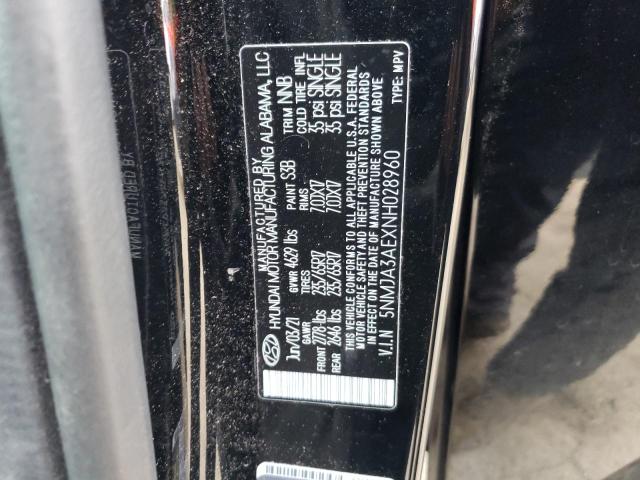 MANUFACTURED BY
HYUNDAI MOTOR MANUFACTURING ALABAMA, LLC
Jun/03/21 GVWR 4629 lbs PAINT S3B TRIM NNB
GAWR TIRES RIMS COLD TIRE INFL
FRONT 2778 lbs 235/65R17 7.0JX17 35 psi SINGLE
REAR 2646 lbs 235/65R17 7.0JX17 35 psi SINGLE
THIS VEHICLE CONFORMS TO ALL APPLICABLE U.S.A. FEDERAL
MOTOR VEHICLE SAFETY AND THEFT PREVENTION STANDARDS
IN EFFECT ON THE DATE OF MANUFACTURE SHOWN ABOVE.
V.I.N 5NMJA3AEXNH028960 TYPE: MPV